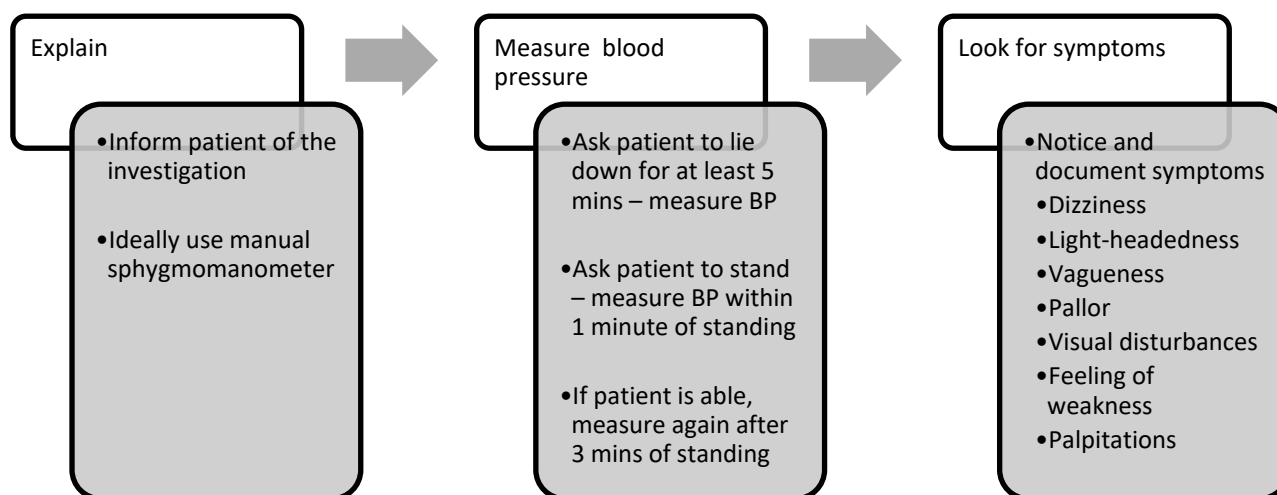 Explain
•Inform patient of the
investigation
•Ideally use manual
sphygmomanometer
Measure  blood
pressure
•Ask patient to lie
down for at least 5
mins – measure BP
•Ask patient to stand
– measure BP within
1 minute of standing
•If patient is able,
measure again after
3 mins of standing
Look for symptoms
•Notice and
document symptoms
•Dizziness
•Light-headedness
•Vagueness
•Pallor
•Visual disturbances
•Feeling of
weakness
•Palpitations